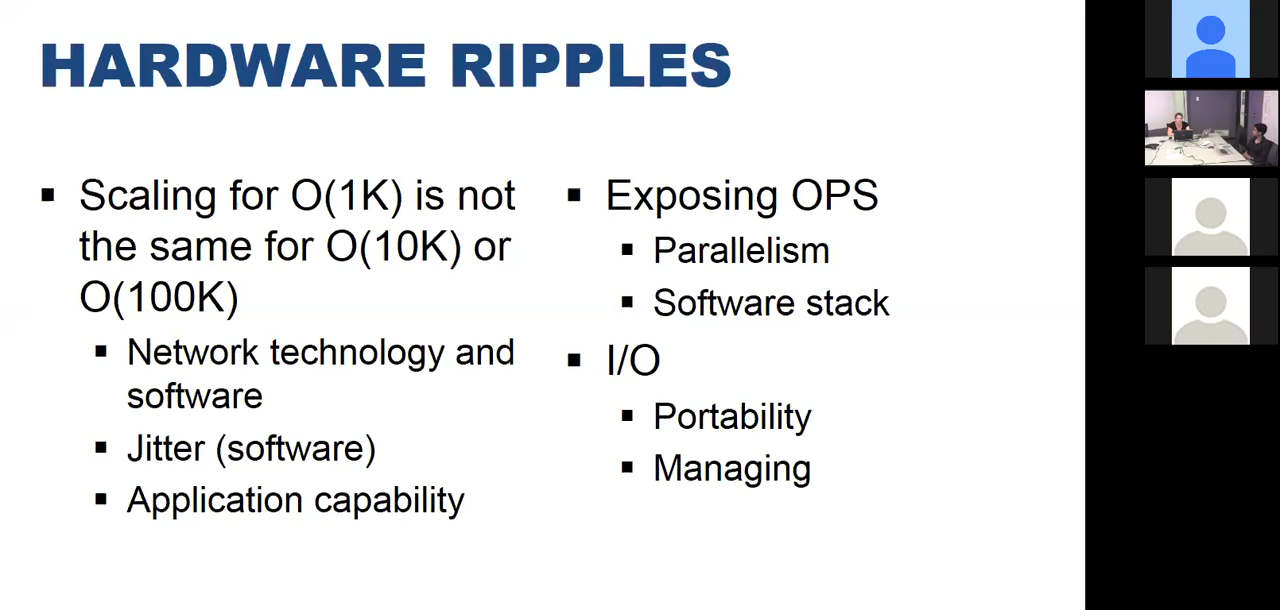 HARDWARE RIPPLES
▪ Scaling for O(1K) is not
the same for O(10K) or
O(100K)
▪ Network technology and
software
▪ Jitter (software)
▪ Application capability
▪ Exposing OPS
▪ Parallelism
▪ Software stack
▪ I/O
▪ Portability
▪ Managing